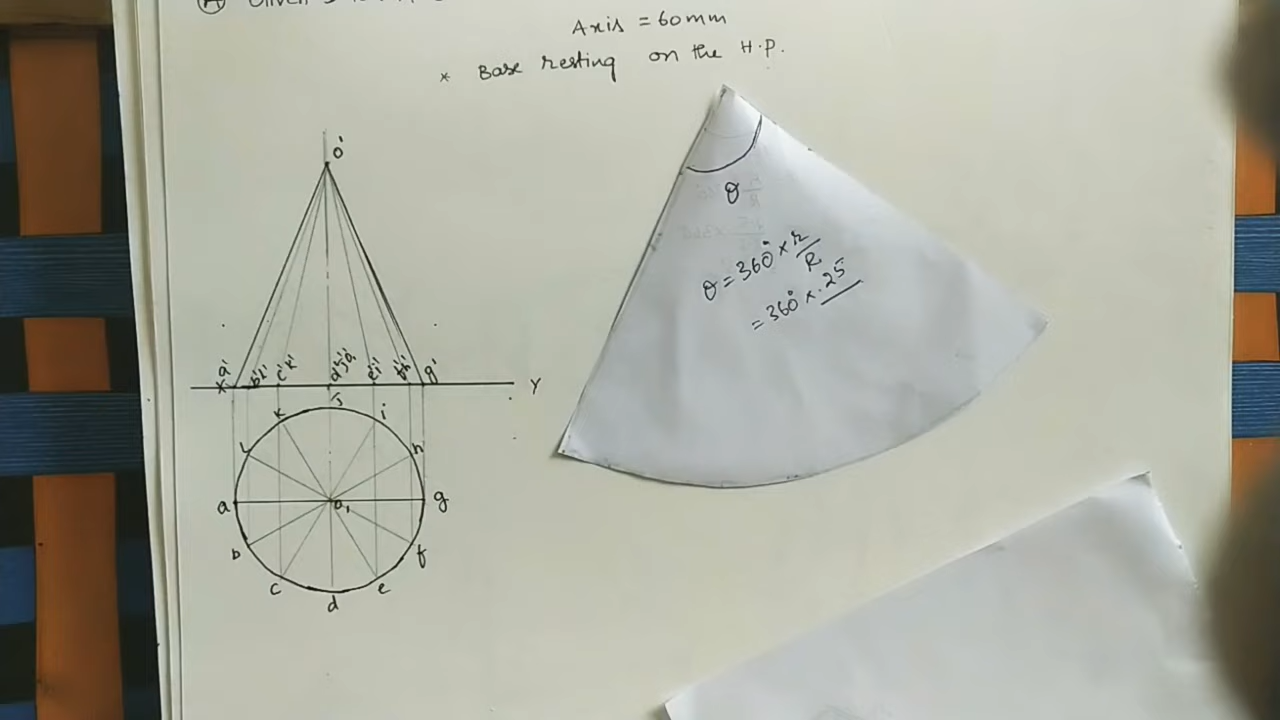 Axis = 60mm
* Base resting on the H.P.
o'
θ
θ = 360° × r/R
= 360° × 25
x a' b'l' c'k' d'j' e'i' f'h' g' Y
j
k i
l h
a o₁ g
b f
c e
d